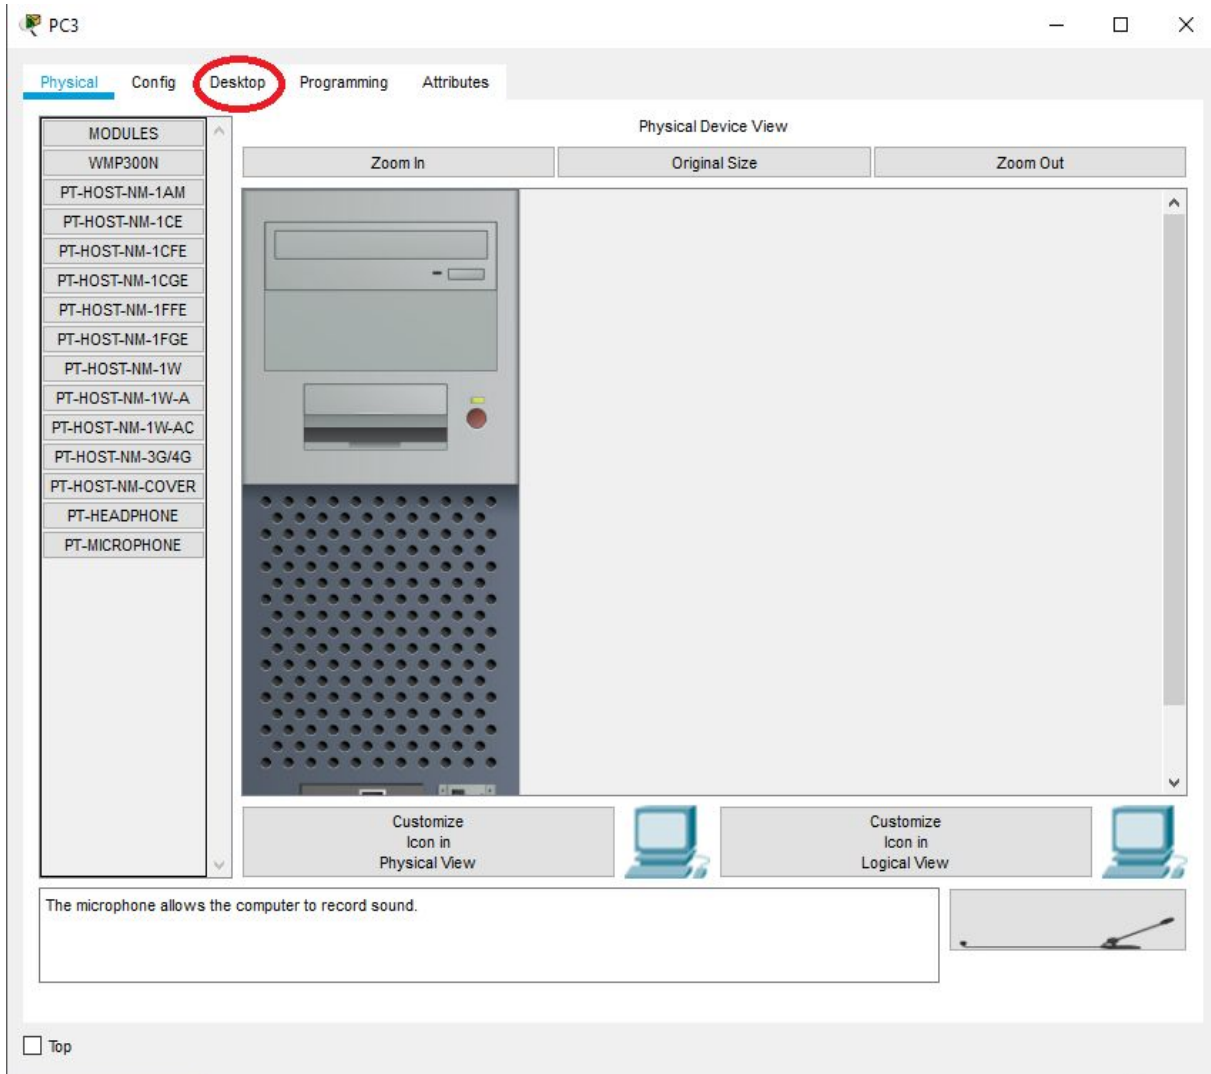 PC3
Physical Config Desktop Programming Attributes
MODULES
WMP300N
PT-HOST-NM-1AM
PT-HOST-NM-1CE
PT-HOST-NM-1CFE
PT-HOST-NM-1CGE
PT-HOST-NM-1FFE
PT-HOST-NM-1FGE
PT-HOST-NM-1W
PT-HOST-NM-1W-A
PT-HOST-NM-1W-AC
PT-HOST-NM-3G/4G
PT-HOST-NM-COVER
PT-HEADPHONE
PT-MICROPHONE
Physical Device View
Zoom In Original Size Zoom Out
Customize
Icon in
Physical View
Customize
Icon in
Logical View
The microphone allows the computer to record sound.
Top